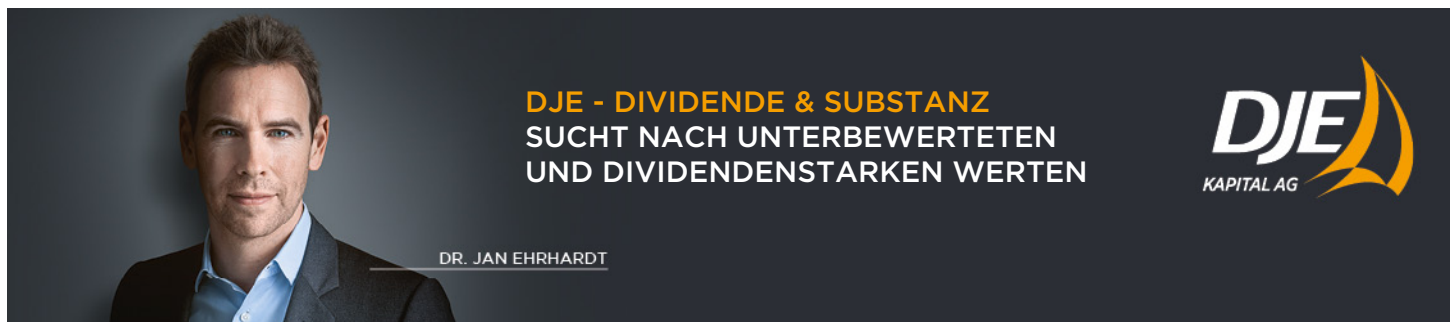 DJE - DIVIDENDE & SUBSTANZ
SUCHT NACH UNTERBEWERTETEN
UND DIVIDENDENSTARKEN WERTEN
DR. JAN EHRHARDT
DJE
KAPITAL AG